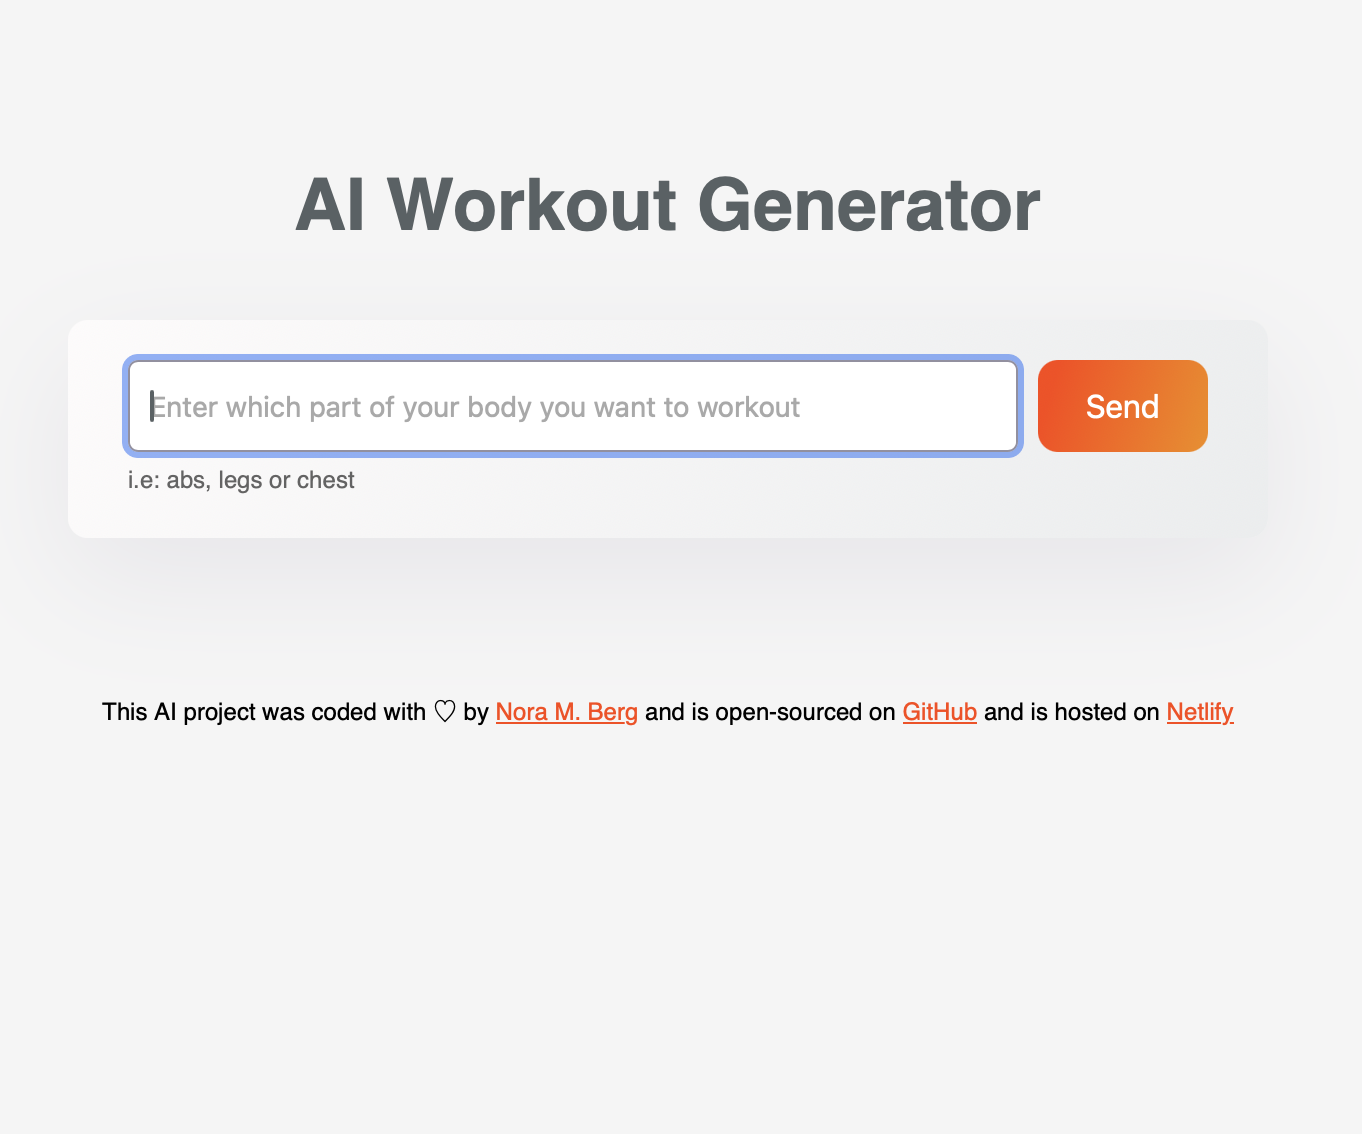 AI Workout Generator
Enter which part of your body you want to workout
Send
i.e: abs, legs or chest
This AI project was coded with ♡ by Nora M. Berg and is open-sourced on GitHub and is hosted on Netlify